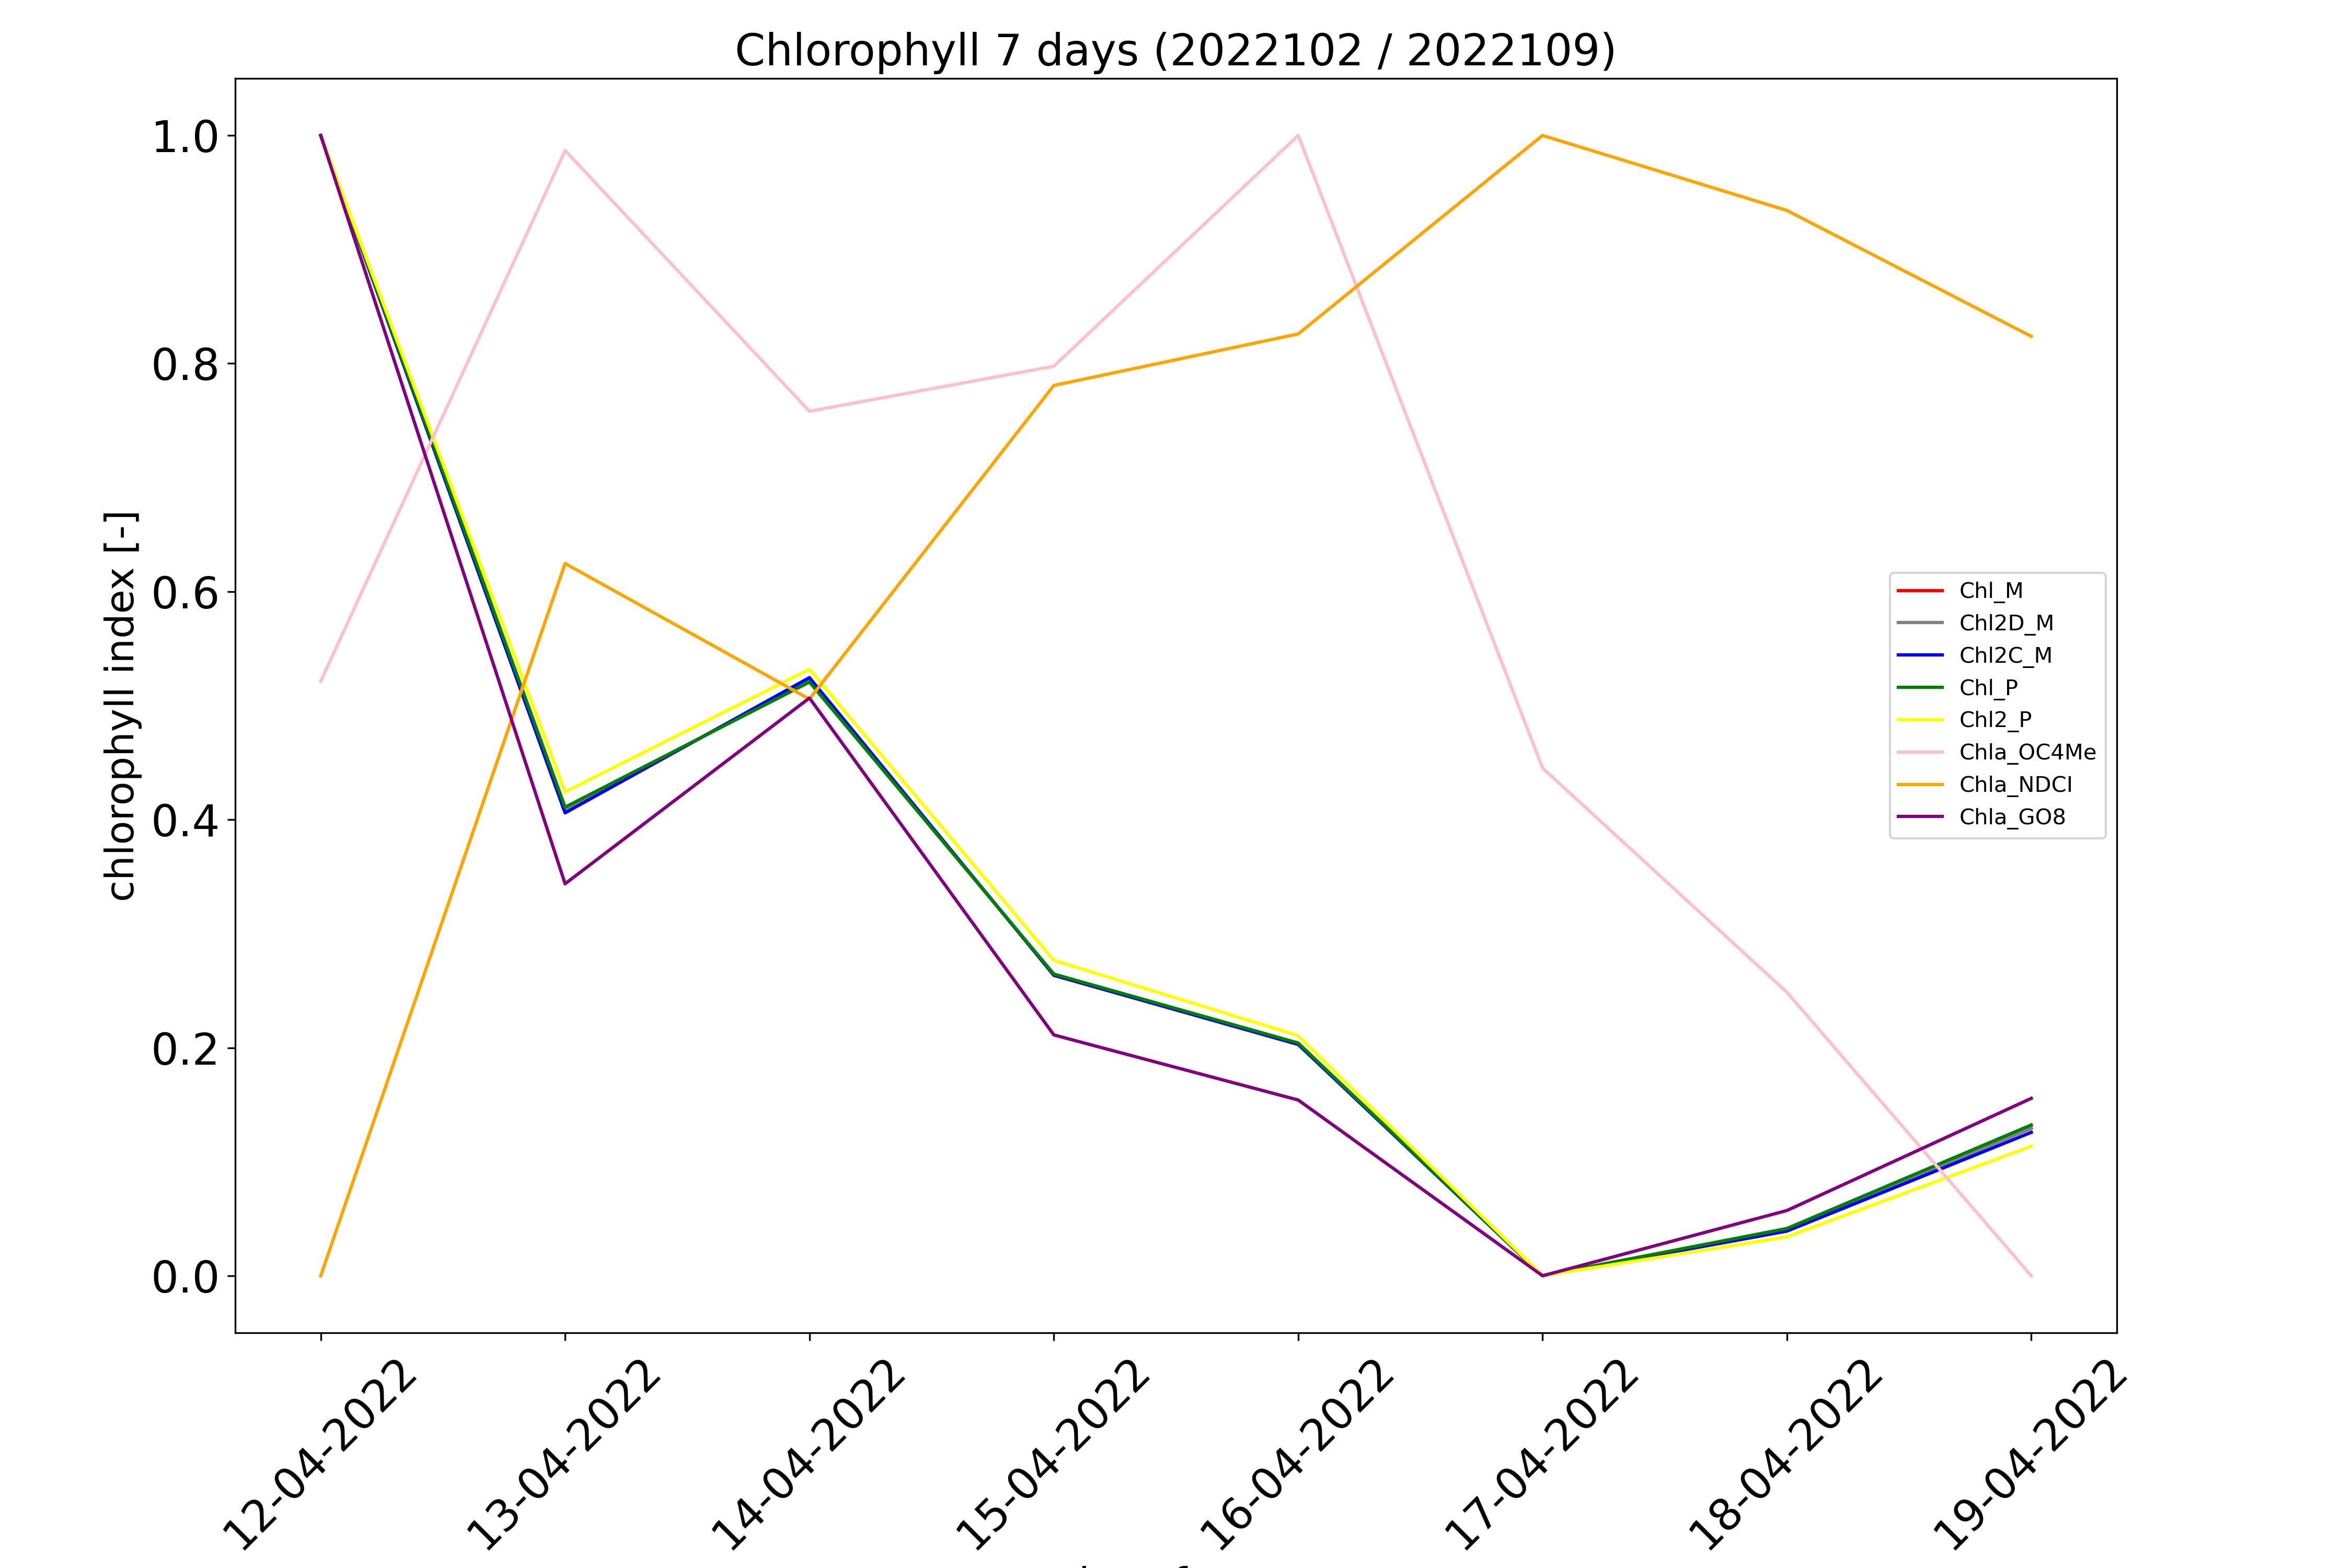 Chlorophyll 7 days (2022102 / 2022109)
chlorophyll index [-]
1.0
0.8
0.6
0.4
0.2
0.0
Chl_M
Chl2D_M
Chl2C_M
Chl_P
Chl2_P
Chla_OC4Me
Chla_NDCI
Chla_GO8
12-04-2022
13-04-2022
14-04-2022
15-04-2022
16-04-2022
17-04-2022
18-04-2022
19-04-2022